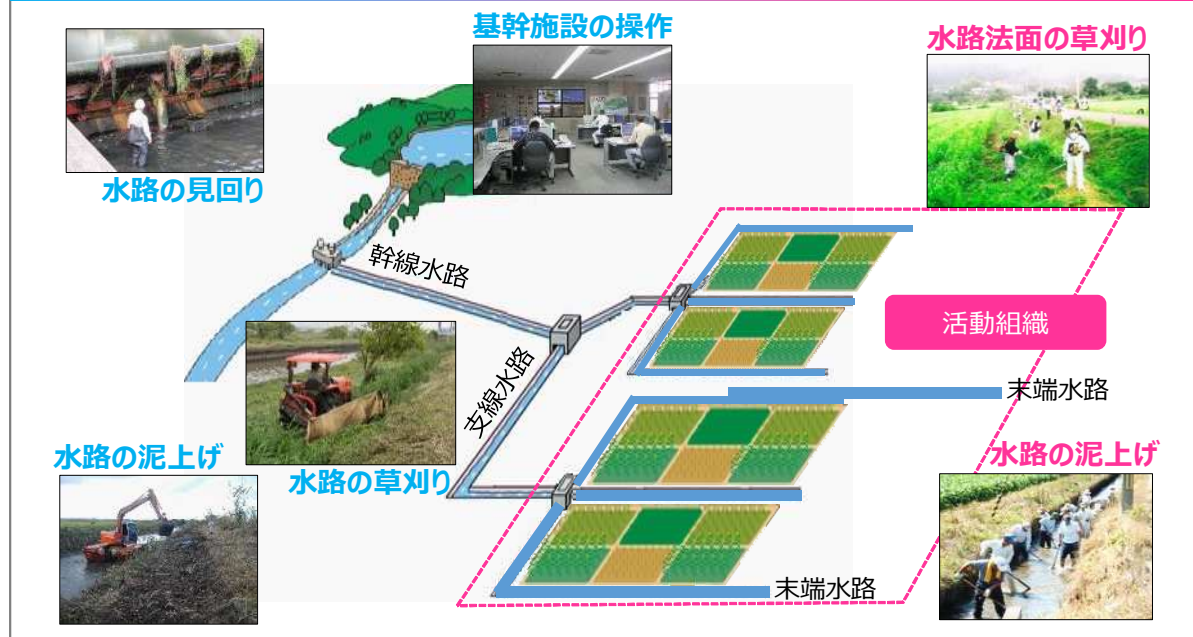 基幹施設の操作
水路法面の草刈り
水路の見回り
幹線水路
活動組織
支線水路
末端水路
水路の泥上げ
水路の草刈り
水路の泥上げ
末端水路